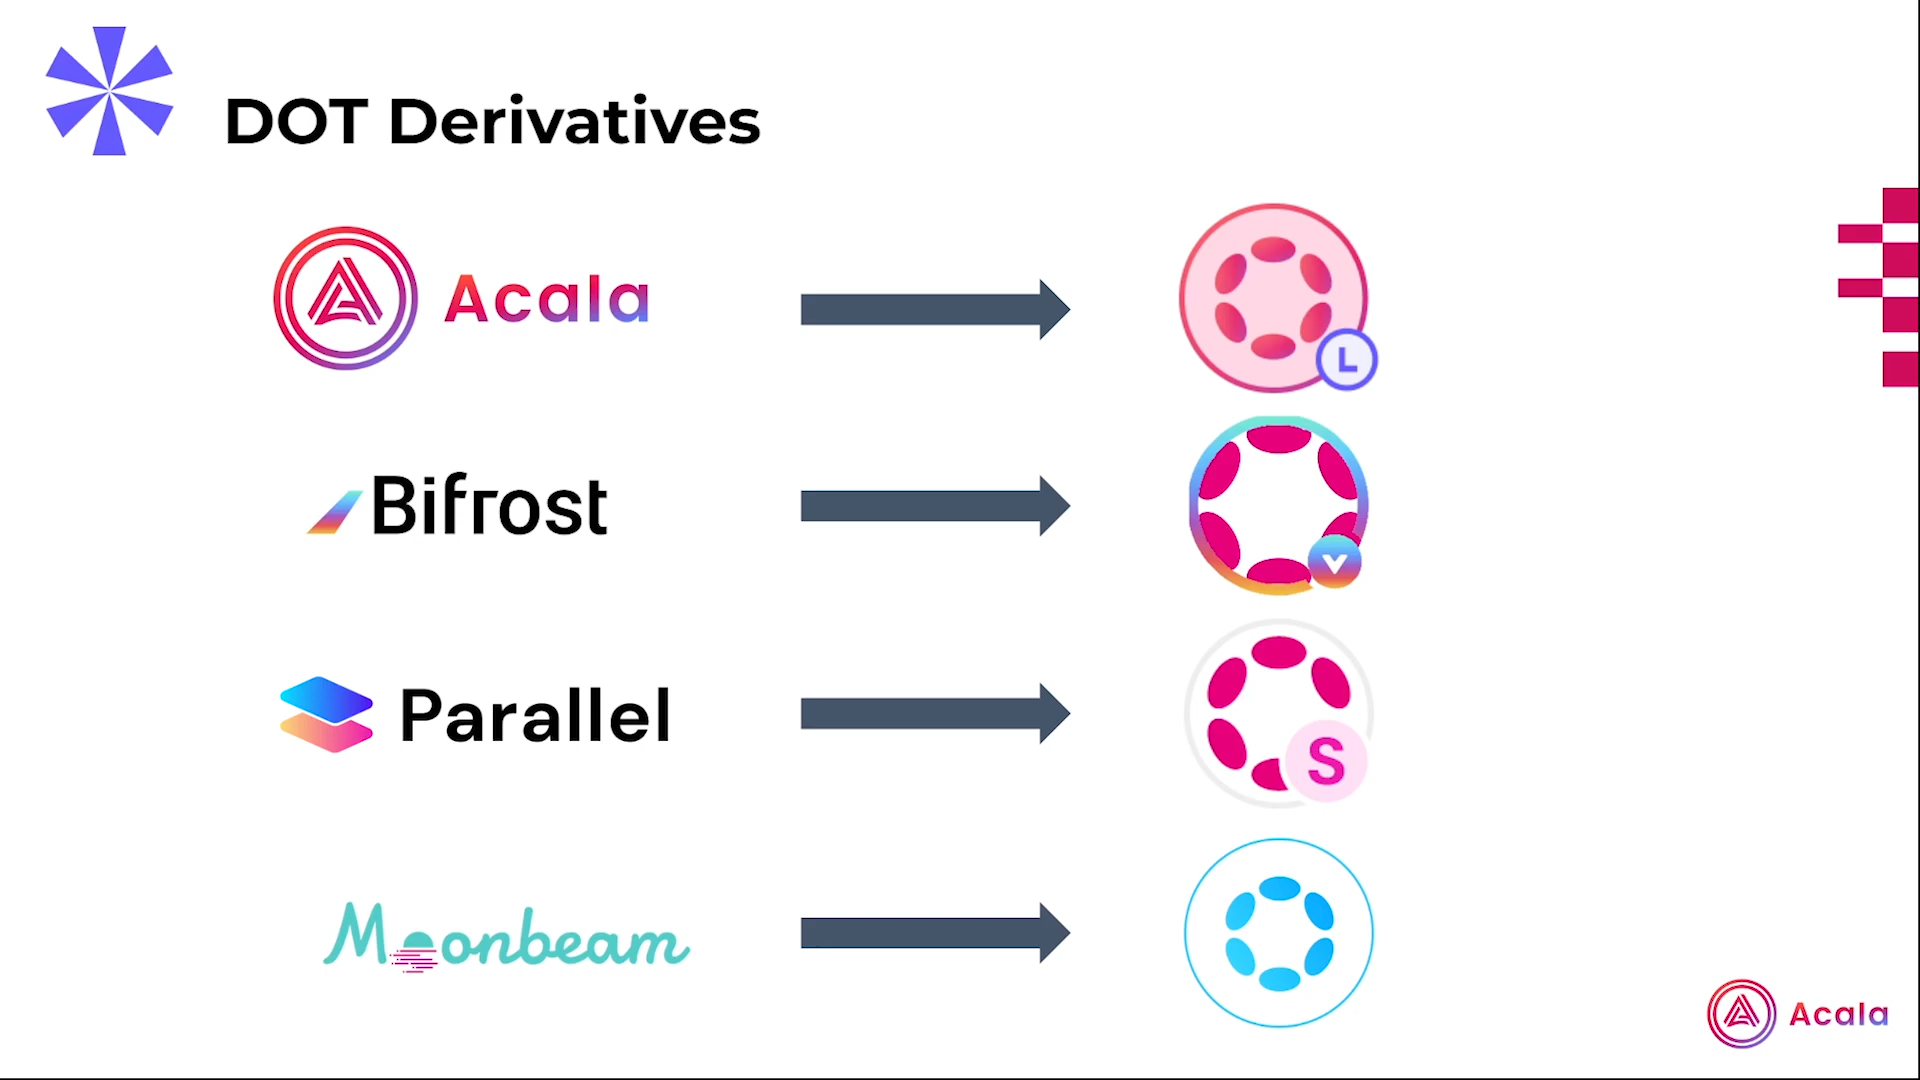 DOT Derivatives
Acala
L
Bifrost
Parallel
S
Moonbeam
Acala